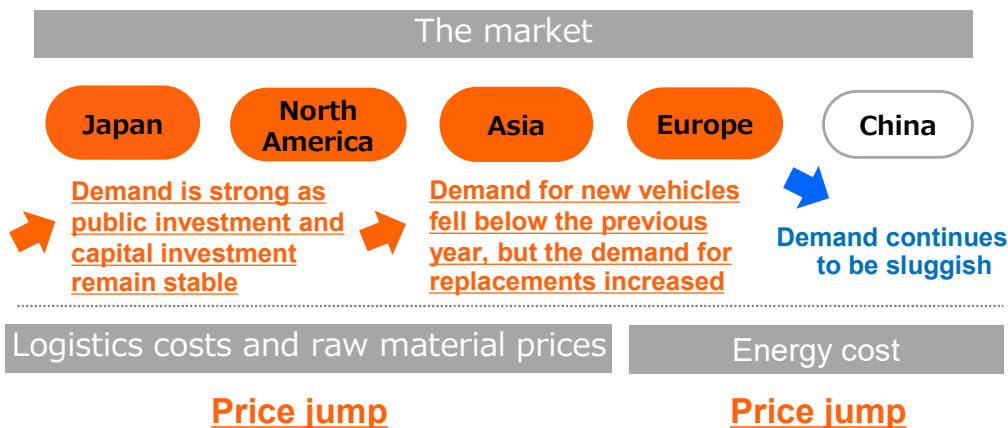 The market
Japan
North
America
Asia
Europe
China
Demand is strong as
public investment and
capital investment
remain stable
Demand for new vehicles
fell below the previous
year, but the demand for
replacements increased
Demand continues
to be sluggish
Logistics costs and raw material prices
Energy cost
Price jump
Price jump